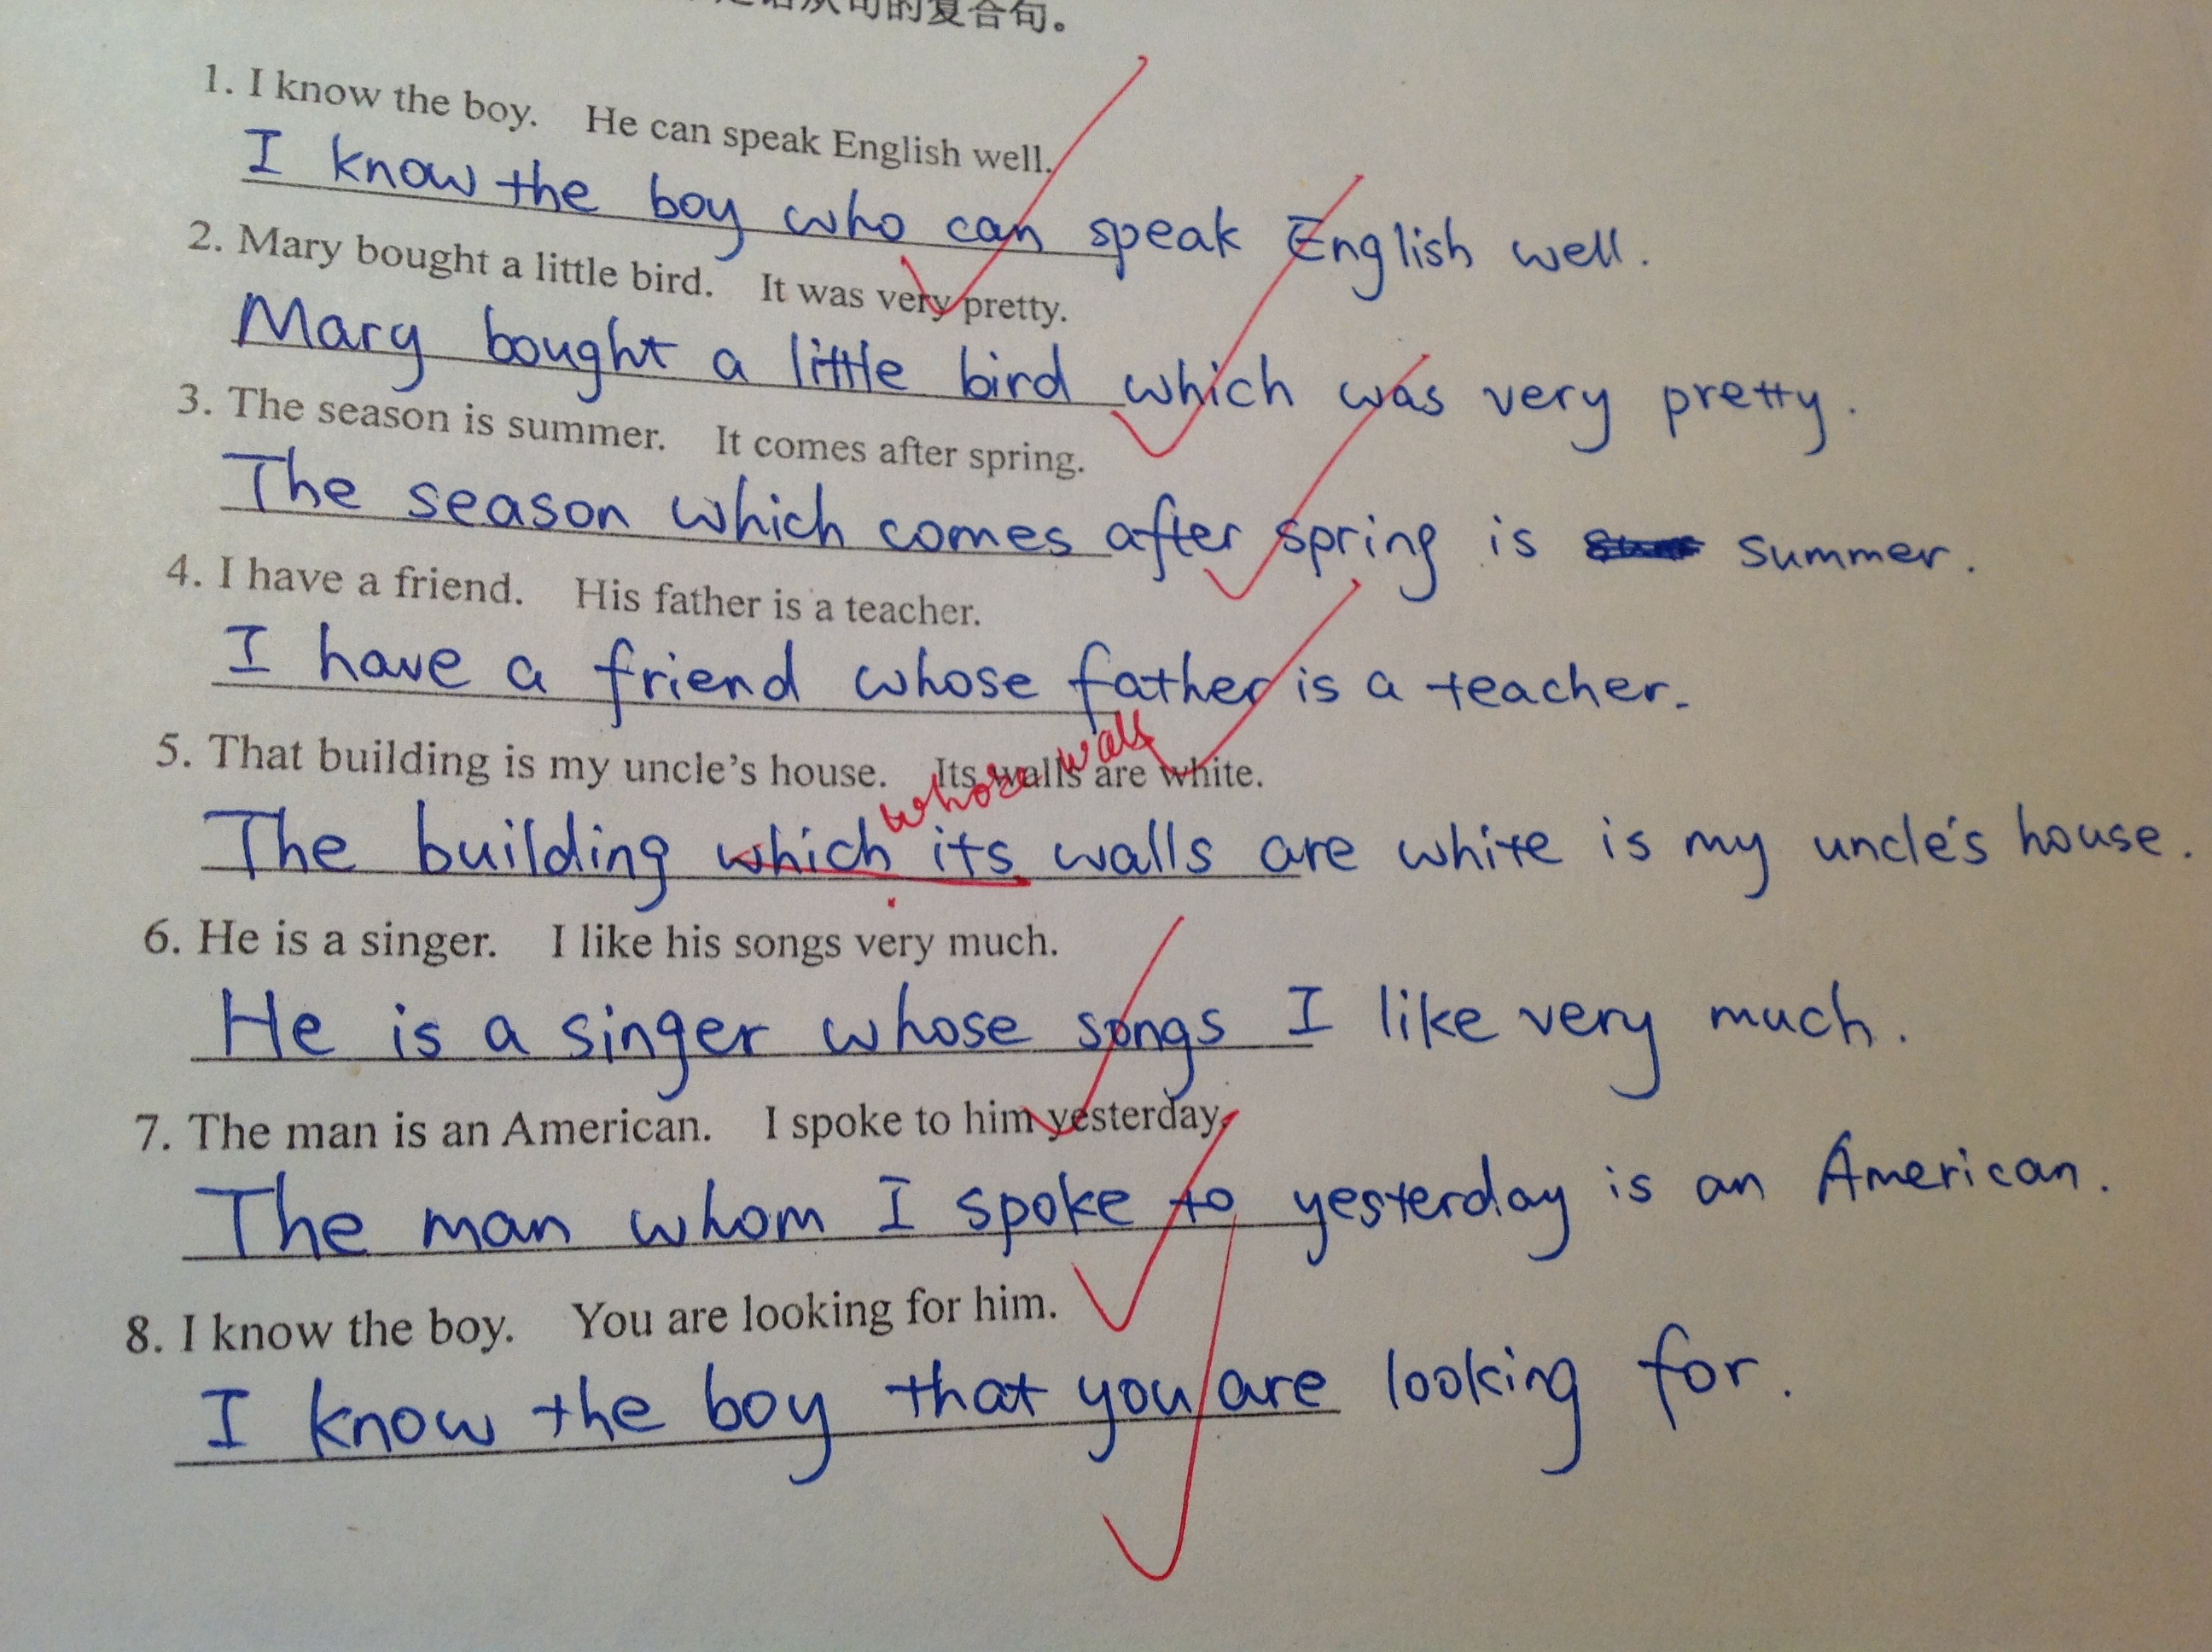 语从句的复合句。
1. I know the boy. He can speak English well.
I know the boy who can speak English well.
2. Mary bought a little bird. It was very pretty.
Mary bought a little bird which was very pretty.
3. The season is summer. It comes after spring.
The season which comes after spring is summer.
4. I have a friend. His father is a teacher.
I have a friend whose father is a teacher.
5. That building is my uncle's house. Its walls are white.
whose walls
The building which its walls are white is my uncle's house.
6. He is a singer. I like his songs very much.
He is a singer whose songs I like very much.
7. The man is an American. I spoke to him yesterday.
The man whom I spoke to yesterday is an American.
8. I know the boy. You are looking for him.
I know the boy that you are looking for.